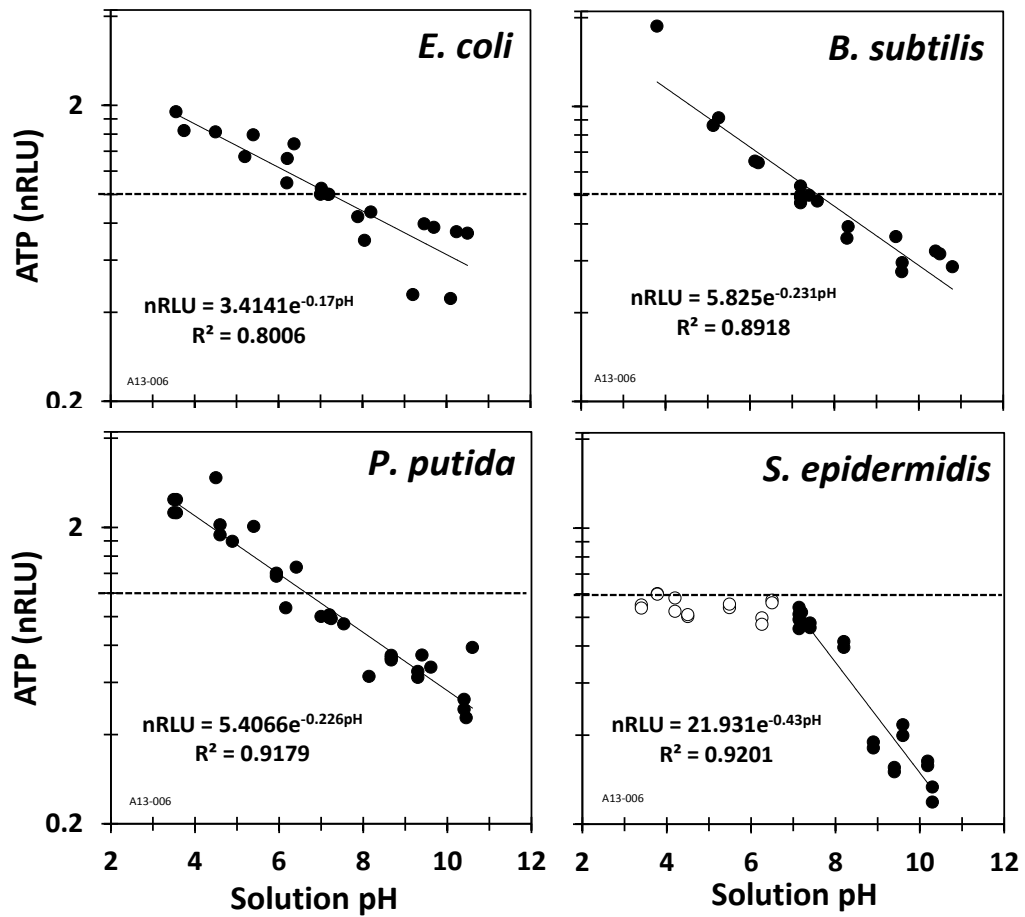 E. coli
B. subtilis
2
ATP (nRLU)
nRLU = 3.4141e-0.17pH
R² = 0.8006
nRLU = 5.825e-0.231pH
R² = 0.8918
A13-006
A13-006
0.2
P. putida
S. epidermidis
2
ATP (nRLU)
nRLU = 5.4066e-0.226pH
R² = 0.9179
nRLU = 21.931e-0.43pH
R² = 0.9201
A13-006
A13-006
0.2
2 4 6 8 10 12
2 4 6 8 10 12
Solution pH
Solution pH